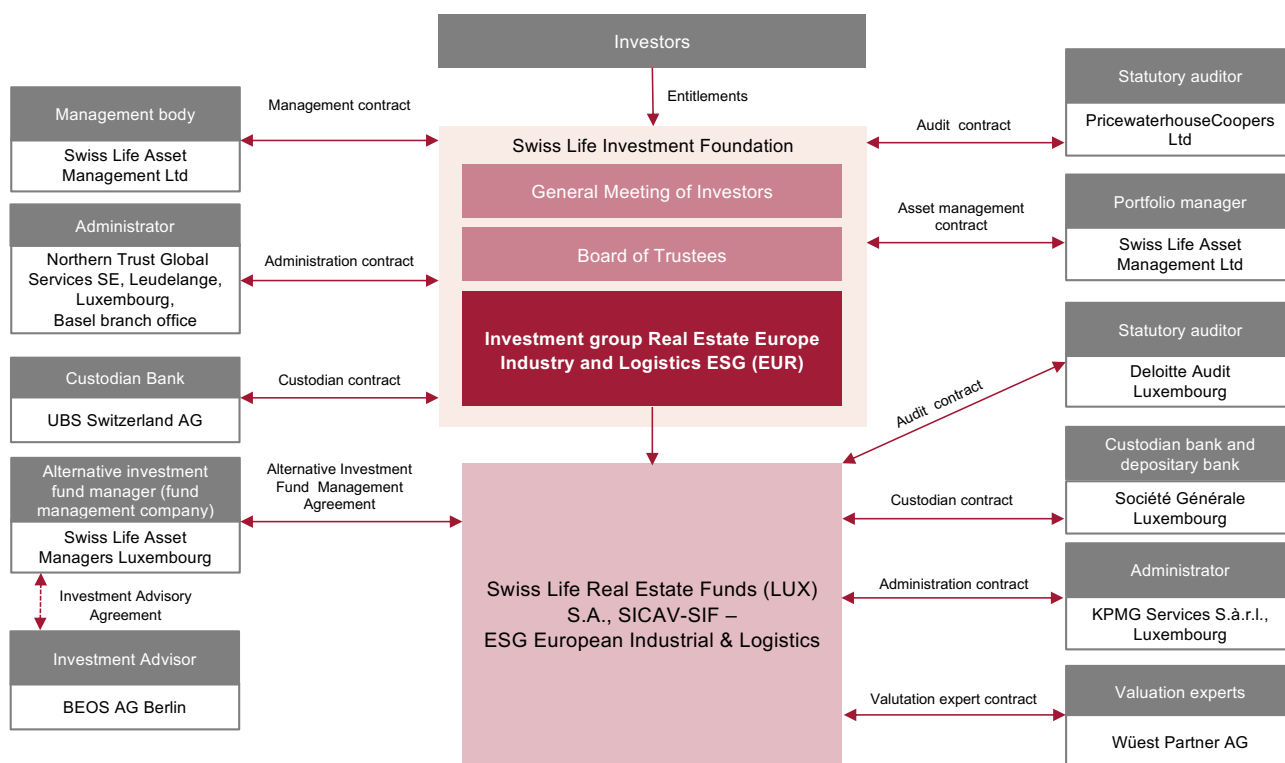 Investors
Entitlements
Management body
Swiss Life Asset
Management Ltd
Management contract
Administrator
Northern Trust Global
Services SE, Leudelange,
Luxembourg,
Basel branch office
Administration contract
Custodian Bank
UBS Switzerland AG
Custodian contract
Alternative investment
fund manager (fund
management company)
Swiss Life Asset
Managers Luxembourg
Alternative Investment
Fund Management
Agreement
Investment Advisory
Agreement
Investment Advisor
BEOS AG Berlin
Swiss Life Investment Foundation
General Meeting of Investors
Board of Trustees
Investment group Real Estate Europe
Industry and Logistics ESG (EUR)
Swiss Life Real Estate Funds (LUX)
S.A., SICAV-SIF –
ESG European Industrial & Logistics
Audit contract
Statutory auditor
PricewaterhouseCoopers
Ltd
Asset management
contract
Portfolio manager
Swiss Life Asset
Management Ltd
Audit contract
Statutory auditor
Deloitte Audit
Luxembourg
Custodian contract
Custodian bank and
depositary bank
Société Générale
Luxembourg
Administration contract
Administrator
KPMG Services S.à.r.l.,
Luxembourg
Valutation expert contract
Valuation experts
Wüest Partner AG